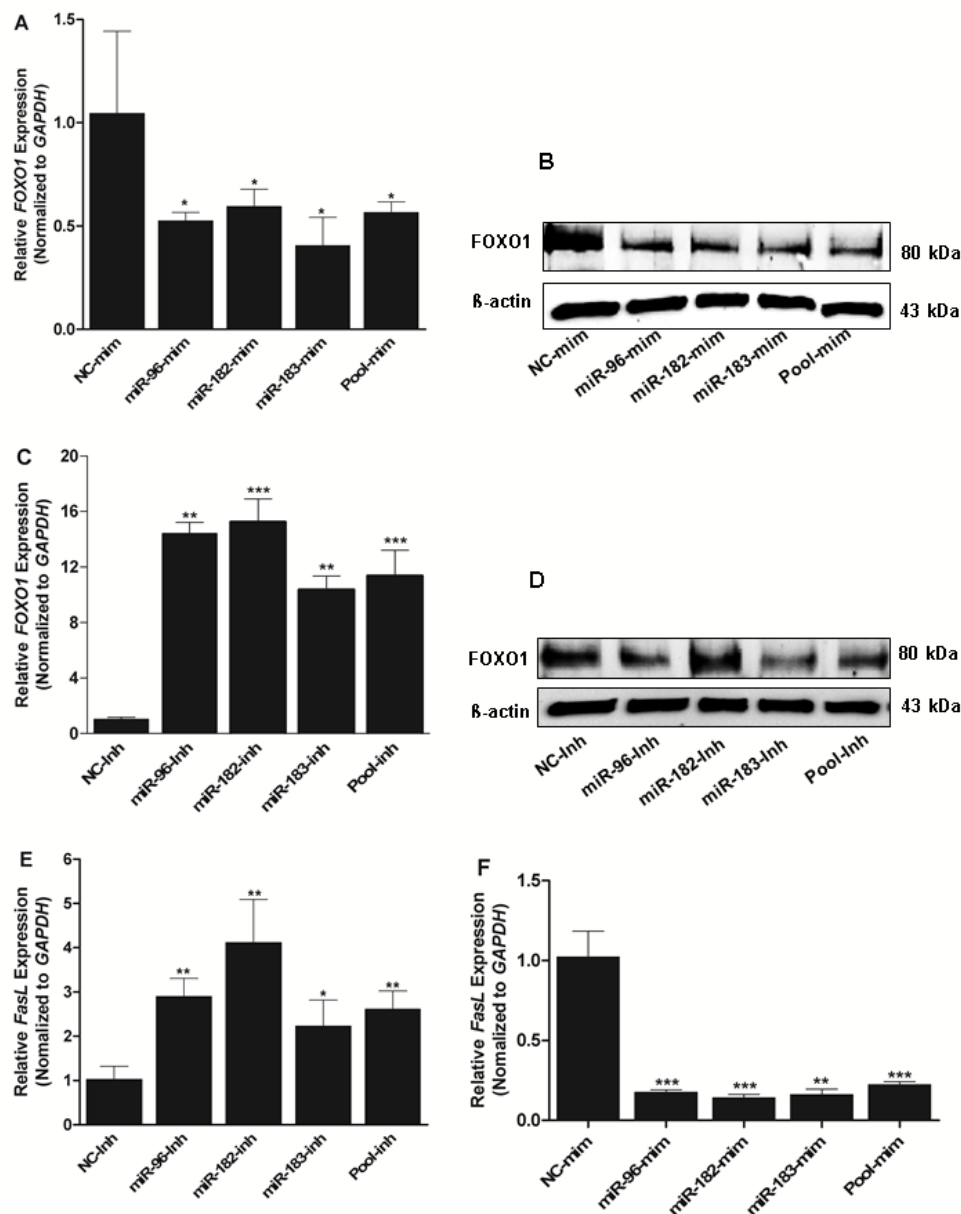 A
1.5
1.0
0.5
0.0
Relative FOXO1 Expression
(Normalized to GAPDH)
*
*
*
*
NC-mim
miR-96-mim
miR-182-mim
miR-183-mim
Pool-mim
B
FOXO1
80 kDa
ß-actin
43 kDa
NC-mim
miR-96-mim
miR-182-mim
miR-183-mim
Pool-mim
C
20
16
12
8
4
0
Relative FOXO1 Expression
(Normalized to GAPDH)
**
***
**
***
NC-Inh
miR-96-inh
miR-182-inh
miR-183-inh
Pool-inh
D
FOXO1
80 kDa
ß-actin
43 kDa
NC-Inh
miR-96-Inh
miR-182-Inh
miR-183-Inh
Pool-Inh
E
6
5
4
3
2
1
0
Relative FasL Expression
(Nomalized to GAPDH)
**
**
*
**
NC-Inh
miR-96-Inh
miR-182-inh
miR-183-inh
Pool-inh
F
1.5
1.0
0.5
0.0
Relative FasL Expression
(Nomalized to GAPDH)
***
***
**
***
NC-mim
miR-96-mim
miR-182-mim
miR-183-mim
Pool-mim